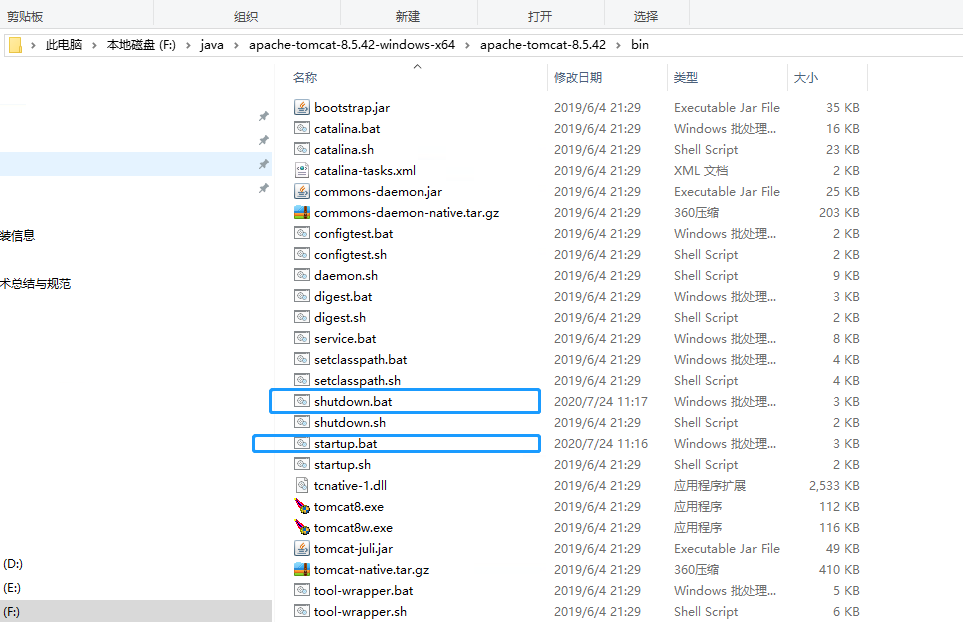 剪贴板 组织 新建 打开 选择
此电脑 › 本地磁盘 (F:) › java › apache-tomcat-8.5.42-windows-x64 › apache-tomcat-8.5.42 › bin
名称 修改日期 类型 大小
bootstrap.jar 2019/6/4 21:29 Executable Jar File 35 KB
catalina.bat 2019/6/4 21:29 Windows 批处理... 16 KB
catalina.sh 2019/6/4 21:29 Shell Script 23 KB
catalina-tasks.xml 2019/6/4 21:29 XML 文档 2 KB
commons-daemon.jar 2019/6/4 21:29 Executable Jar File 25 KB
commons-daemon-native.tar.gz 2019/6/4 21:29 360压缩 203 KB
装信息 configtest.bat 2019/6/4 21:29 Windows 批处理... 2 KB
configtest.sh 2019/6/4 21:29 Shell Script 2 KB
daemon.sh 2019/6/4 21:29 Shell Script 9 KB
术总结与规范
digest.bat 2019/6/4 21:29 Windows 批处理... 3 KB
digest.sh 2019/6/4 21:29 Shell Script 2 KB
service.bat 2019/6/4 21:29 Windows 批处理... 8 KB
setclasspath.bat 2019/6/4 21:29 Windows 批处理... 4 KB
setclasspath.sh 2019/6/4 21:29 Shell Script 4 KB
shutdown.bat 2020/7/24 11:17 Windows 批处理... 3 KB
shutdown.sh 2019/6/4 21:29 Shell Script 2 KB
startup.bat 2020/7/24 11:16 Windows 批处理... 3 KB
startup.sh 2019/6/4 21:29 Shell Script 2 KB
tcnative-1.dll 2019/6/4 21:29 应用程序扩展 2,533 KB
tomcat8.exe 2019/6/4 21:29 应用程序 112 KB
tomcat8w.exe 2019/6/4 21:29 应用程序 116 KB
tomcat-juli.jar 2019/6/4 21:29 Executable Jar File 49 KB
(D:)
tomcat-native.tar.gz 2019/6/4 21:29 360压缩 410 KB
(E:) tool-wrapper.bat 2019/6/4 21:29 Windows 批处理... 5 KB
(F:) tool-wrapper.sh 2019/6/4 21:29 Shell Script 6 KB